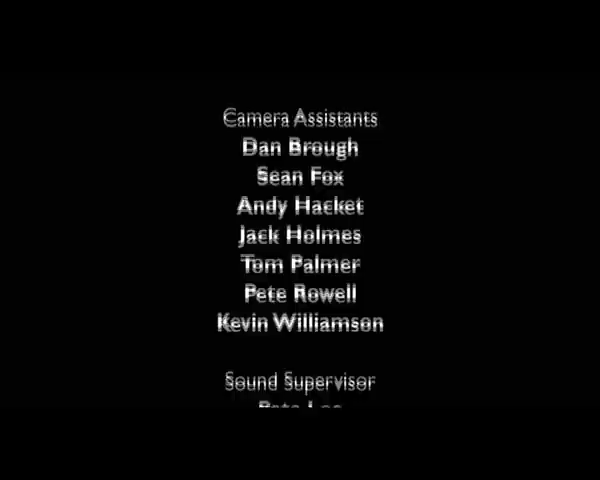 Camera Assistants
Dan Brough
Sean Fox
Andy Hacket
Jack Holmes
Tom Palmer
Pete Rowell
Kevin Williamson
Sound Supervisor